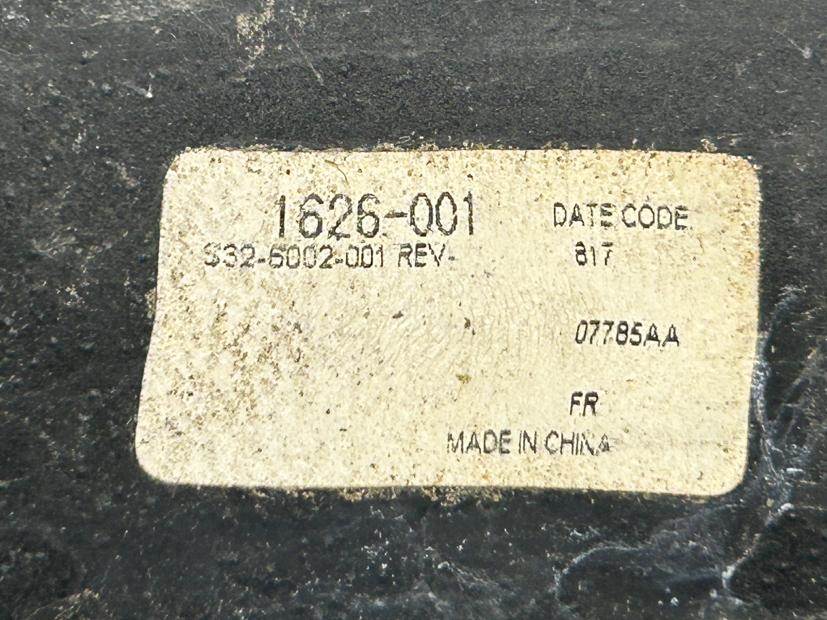 1626-001
S32-6002-001 REV-
DATE CODE
817
07785AA
FR
MADE IN CHINA